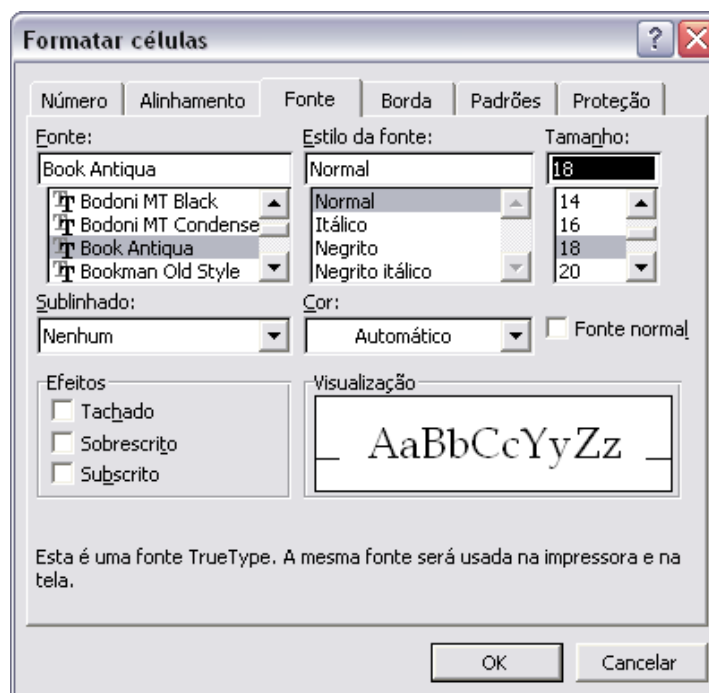 Formatar células
Número Alinhamento Fonte Borda Padrões Proteção
Fonte: Estilo da fonte: Tamanho:
Book Antiqua Normal 18
Bodoni MT Black Normal 14
Bodoni MT Condense Itálico 16
Book Antiqua Negrito 18
Bookman Old Style Negrito itálico 20
Sublinhado: Cor:
Nenhum Automático Fonte normal
Efeitos Visualização
Tachado
Sobrescrito
Subscrito
AaBbCcYyZz
Esta é uma fonte TrueType. A mesma fonte será usada na impressora e na
tela.
OK Cancelar